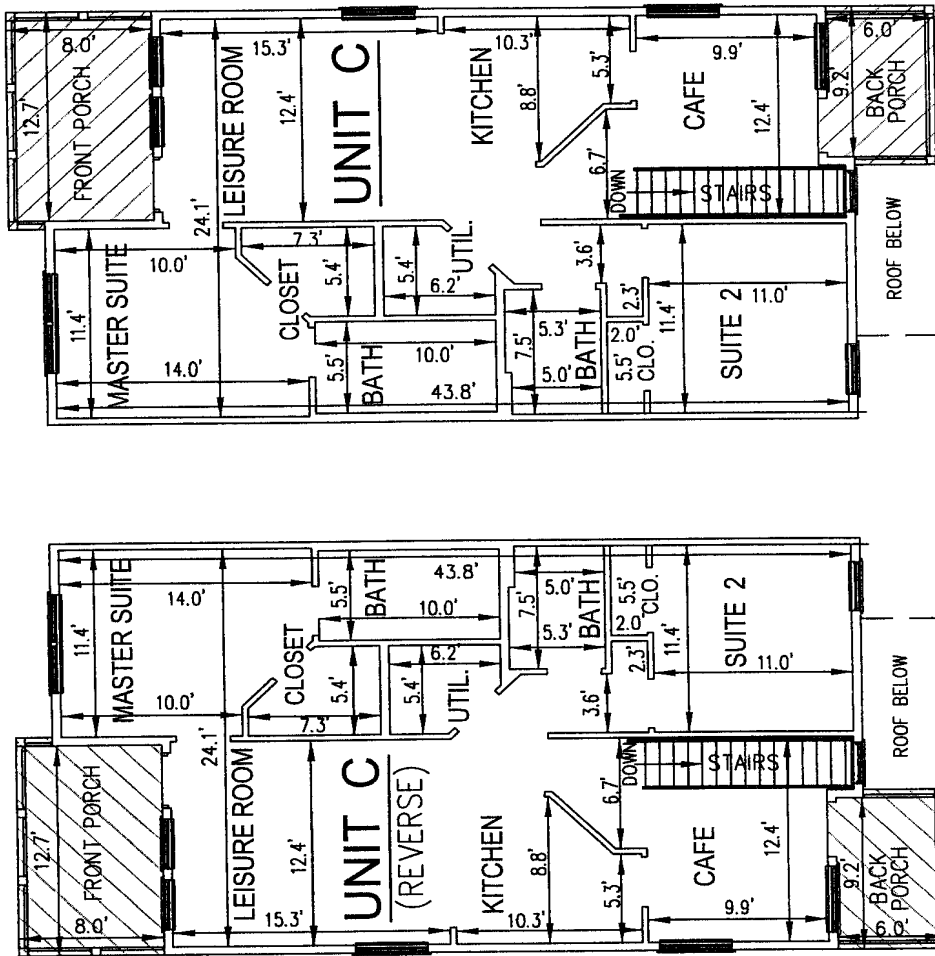 8.0'
15.3'
10.3'
9.9'
6.0'
12.7'
FRONT PORCH
LEISURE ROOM
12.4'
UNIT C
KITCHEN
8.8'
5.3'
CAFE
12.4'
9.2'
BACK PORCH
6.7'
DOWN
STAIRS
24.1'
10.0'
7.3'
5.4'
5.4'
UTIL.
6.2'
3.6'
2.3'
11.0'
ROOF BELOW
11.4'
MASTER SUITE
CLOSET
14.0'
5.5'
BATH
10.0'
7.5'
5.3'
5.0'
BATH
2.0'
5.5'
CLO.
11.4'
SUITE 2
43.8'
MASTER SUITE
14.0'
11.4'
5.5'
BATH
43.8'
10.0'
7.5'
5.0'
5.3'
BATH
5.5'
CLO.
2.0'
2.3'
11.4'
SUITE 2
11.0'
ROOF BELOW
10.0'
CLOSET
7.3'
5.4'
6.2'
5.4'
UTIL.
3.6'
24.1'
12.7'
FRONT PORCH
8.0'
LEISURE ROOM
12.4'
15.3'
UNIT C
(REVERSE)
KITCHEN
10.3'
8.8'
6.7'
5.3'
DOWN
STAIRS
CAFE
12.4'
9.9'
9.2'
BACK PORCH
6.0'